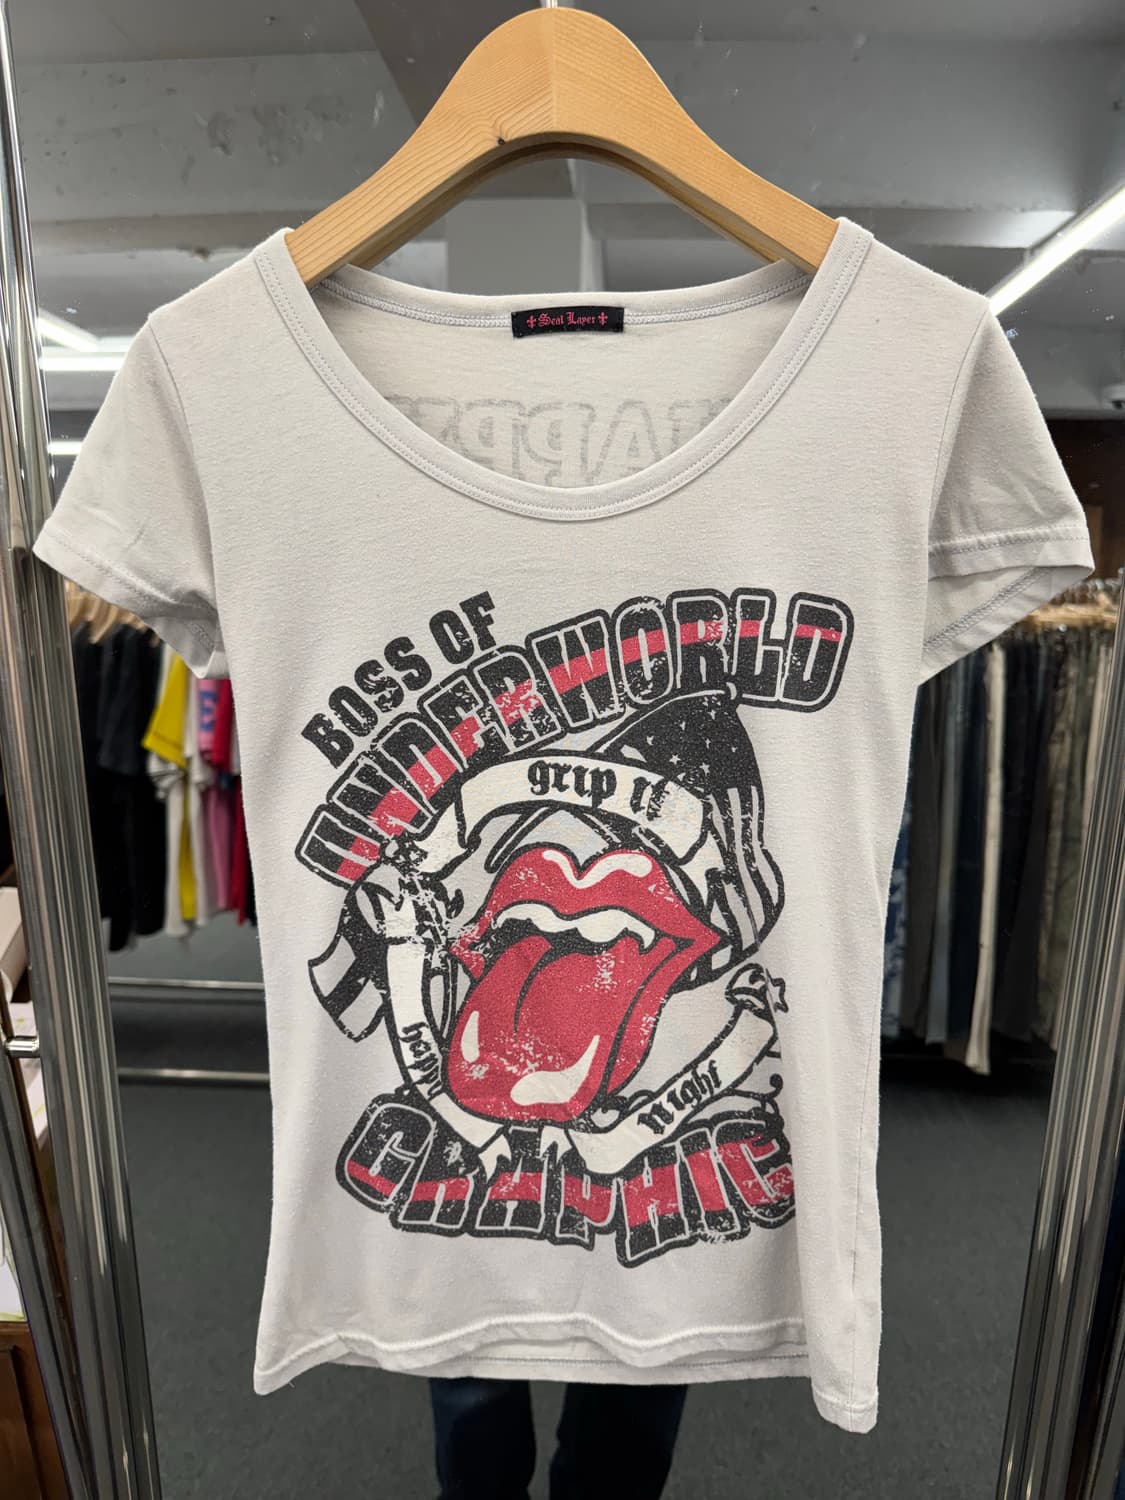 Seal Layer
BOSS OF
UNDERWORLD
grip it
happy
Night
GRAPHIC